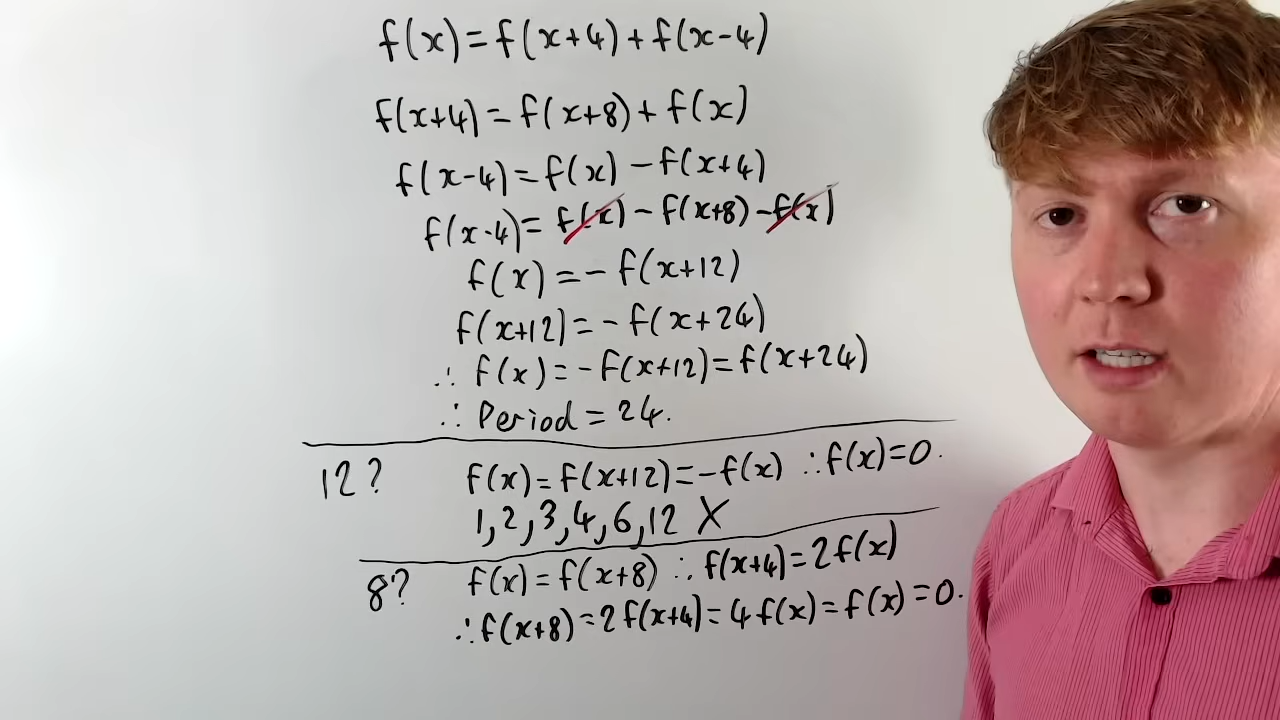 f(x)=f(x+4)+f(x-4)
f(x+4)=f(x+8)+f(x)
f(x-4)=f(x)-f(x+4)
f(x-4)=f(x)-f(x+8)-f(x)
f(x)=-f(x+12)
f(x+12)=-f(x+24)
∴ f(x)=-f(x+12)=f(x+24)
∴ Period=24.
12? f(x)=f(x+12)=-f(x) ∴f(x)=0.
1,2,3,4,6,12 X
8? f(x)=f(x+8) ∴f(x+4)=2f(x)
∴f(x+8)=2f(x+4)=4f(x)=f(x)=0.